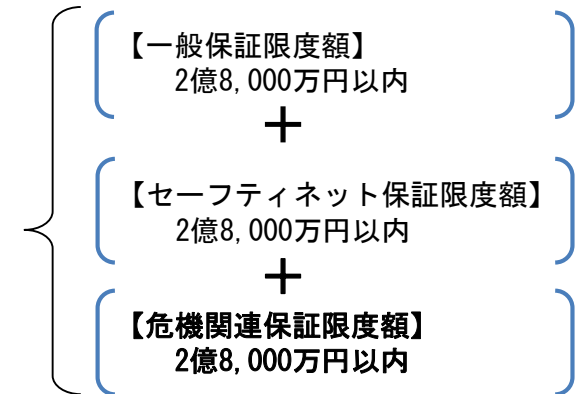 【一般保証限度額】
2億8,000万円以内
＋
【セーフティネット保証限度額】
2億8,000万円以内
＋
【危機関連保証限度額】
2億8,000万円以内